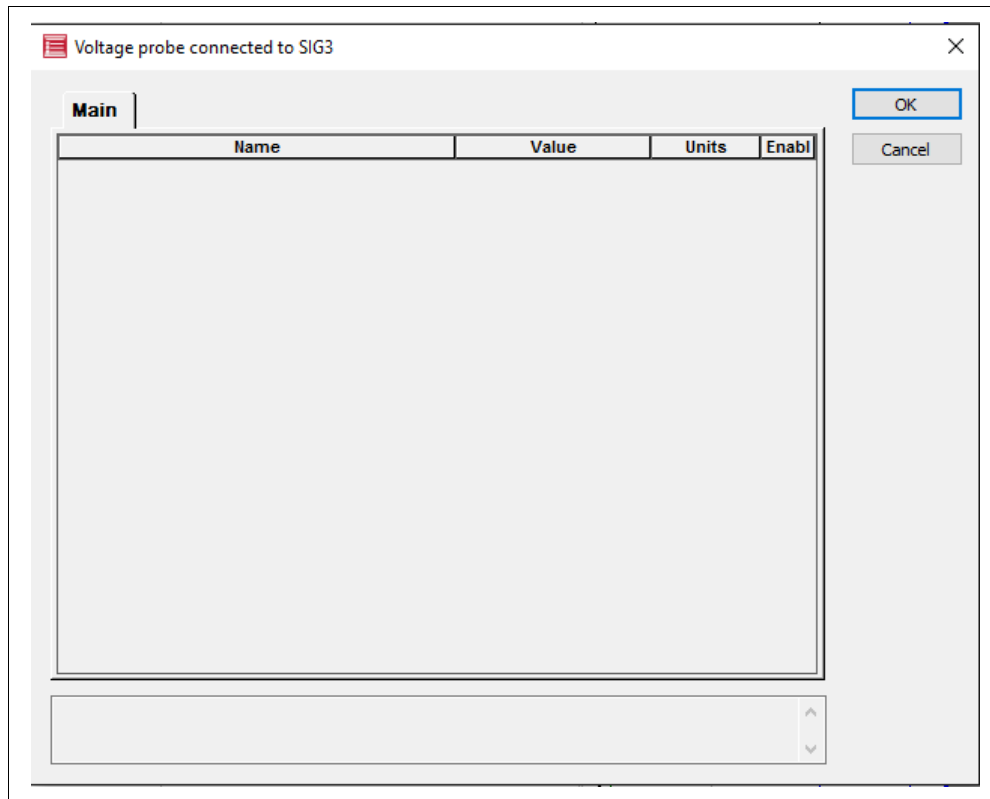 Voltage probe connected to SIG3
Main
OK
Name Value Units Enabl
Cancel